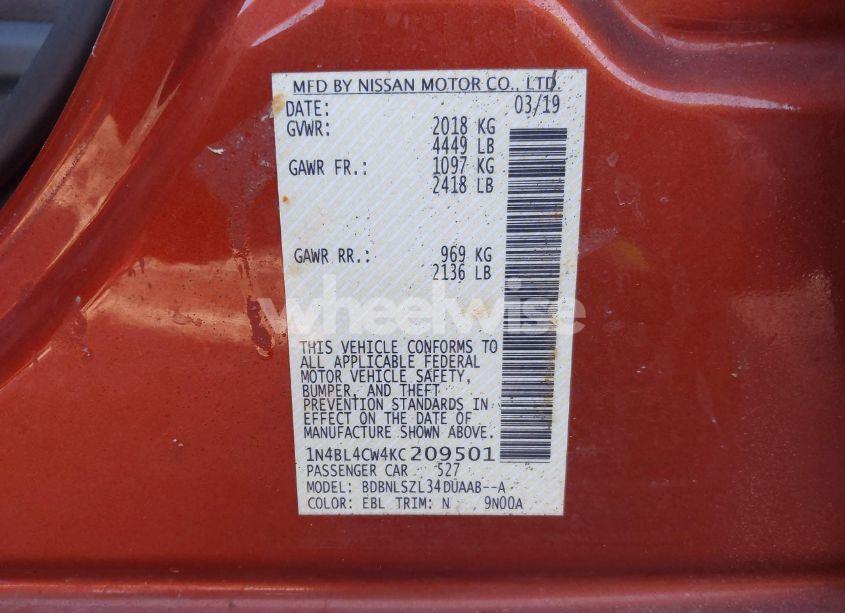 MFD BY NISSAN MOTOR CO., LTD.
DATE: 03/19
GVWR: 2018 KG
4449 LB
GAWR FR.: 1097 KG
2418 LB
GAWR RR.: 969 KG
2136 LB
wheelwise
THIS VEHICLE CONFORMS TO
ALL APPLICABLE FEDERAL
MOTOR VEHICLE SAFETY,
BUMPER, AND THEFT
PREVENTION STANDARDS IN
EFFECT ON THE DATE OF
MANUFACTURE SHOWN ABOVE.
1N4BL4CW4KC209501
PASSENGER CAR 527
MODEL: BDBNLSZL34DUAAB--A
COLOR: EBL TRIM: N 9N00A